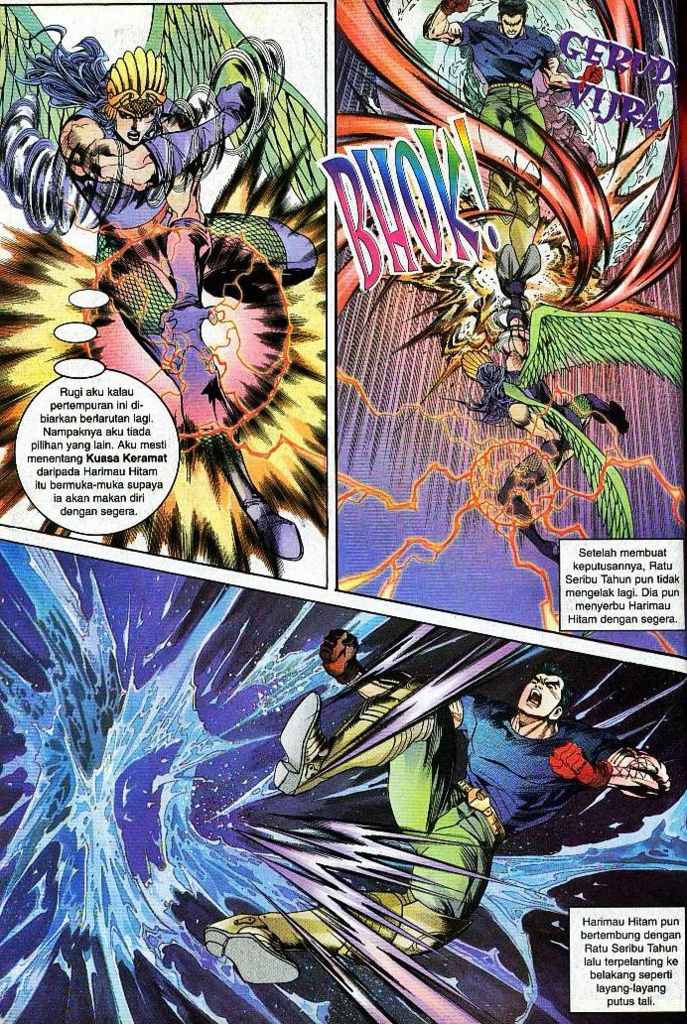 Rugi aku kalau
pertempuran ini di-
biarkan berlarutan lagi.
Nampaknya aku tiada
pilihan yang lain. Aku mesti
menentang Kuasa Keramat
daripada Harimau Hitam
itu bermuka-muka supaya
ia akan makan diri
dengan segera.
GERUD
VIJRA
BHOK!
Setelah membuat
keputusannya, Ratu
Seribu Tahun pun tidak
mengelak lagi. Dia pun
menyerbu Harimau
Hitam dengan segera.
Harimau Hitam pun
bertembung dengan
Ratu Seribu Tahun
lalu terpelanting ke
belakang seperti
layang-layang
putus tali.